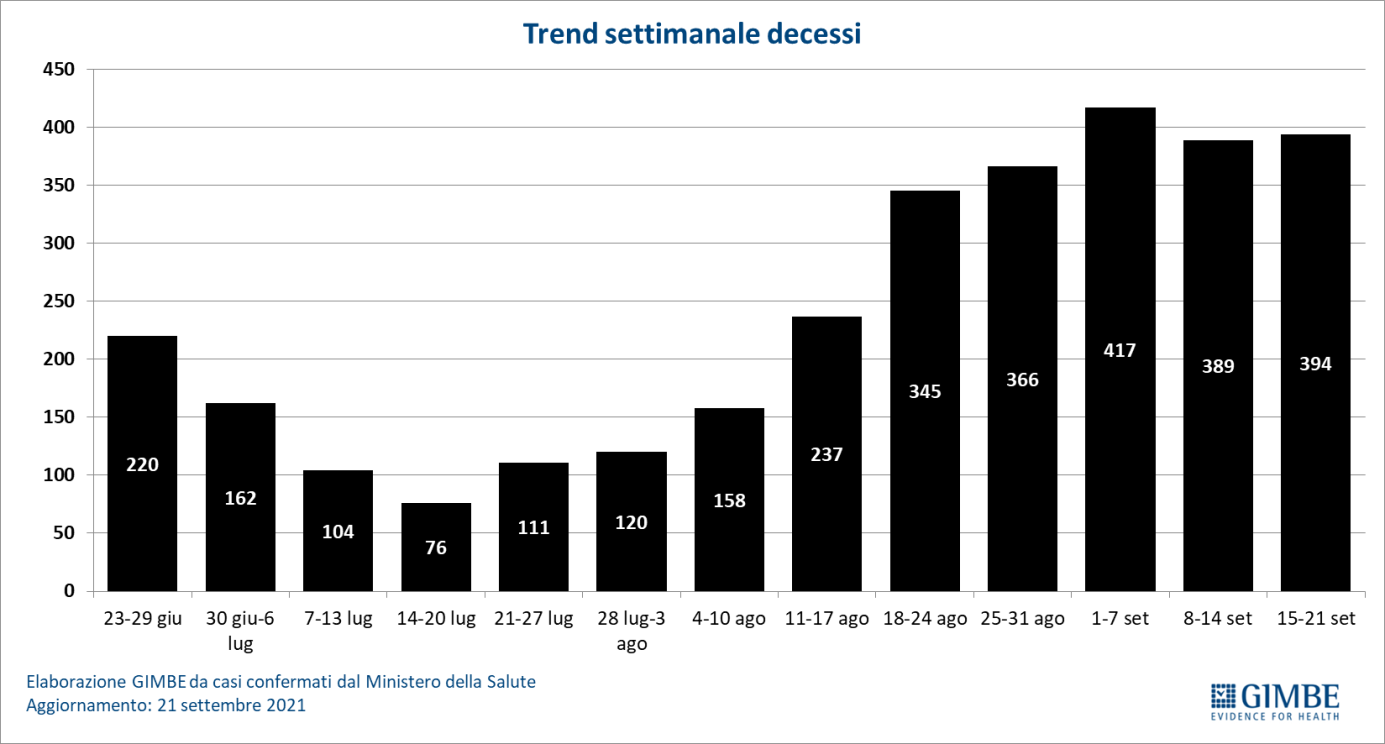 Trend settimanale decessi
450
400
350
300
250
200
150
100
50
0
220
162
104
76
111
120
158
237
345
366
417
389
394
23-29 giu
30 giu-6
lug
7-13 lug
14-20 lug
21-27 lug
28 lug-3
ago
4-10 ago
11-17 ago
18-24 ago
25-31 ago
1-7 set
8-14 set
15-21 set
Elaborazione GIMBE da casi confermati dal Ministero della Salute
Aggiornamento: 21 settembre 2021
GIMBE
EVIDENCE FOR HEALTH